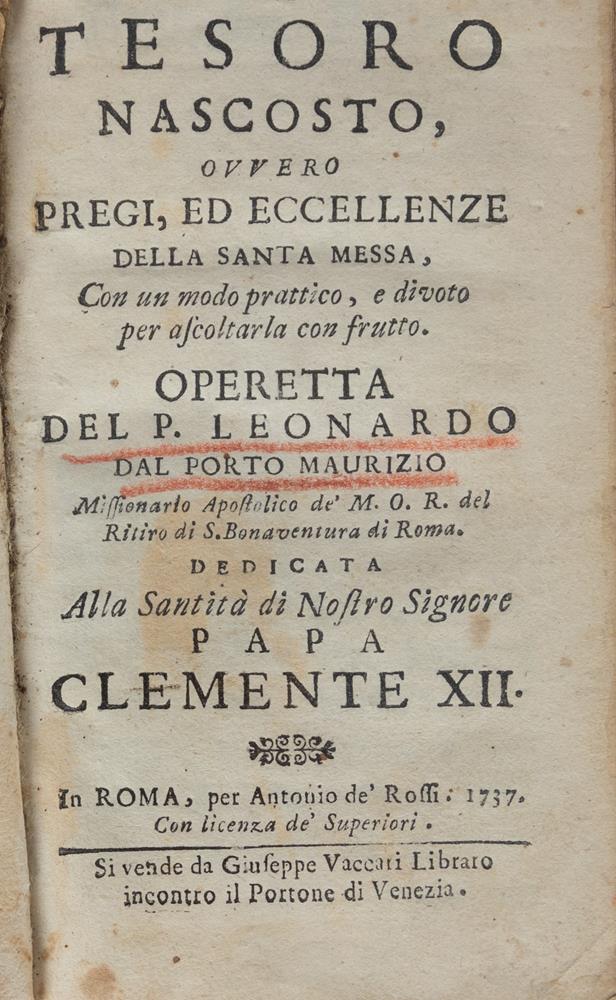 TESORO
NASCOSTO,
OVVERO
PREGI, ED ECCELLENZE
DELLA SANTA MESSA,
Con un modo prattico, e divoto
per aſcoltarla con frutto.
OPERETTA
DEL P. LEONARDO
DAL PORTO MAURIZIO
Miſſionario Apoſtolico de' M. O. R. del
Ritiro di S. Bonaventura di Roma.
DEDICATA
Alla Santità di Noſtro Signore
PAPA
CLEMENTE XII.
In ROMA, per Antonio de' Roſſi. 1737.
Con licenza de' Superiori.
Si vende da Giuſeppe Vaccari Libraro
incontro il Portone di Venezia.